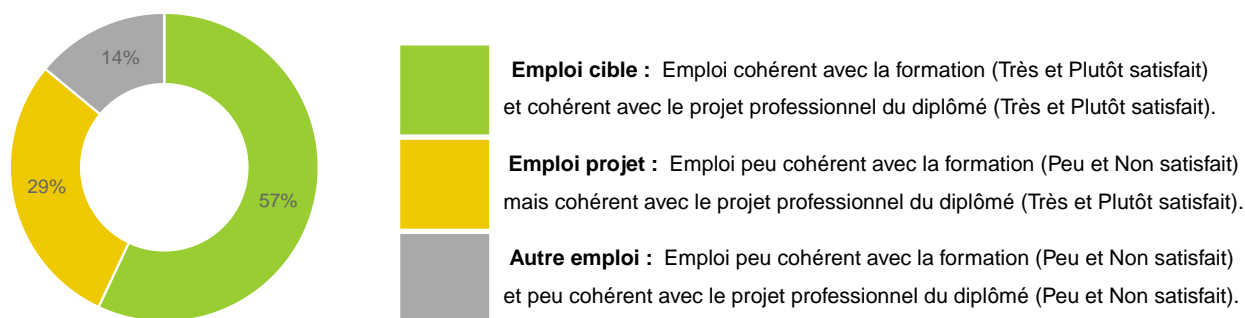 14%
29%
57%
Emploi cible : Emploi cohérent avec la formation (Très et Plutôt satisfait)
et cohérent avec le projet professionnel du diplômé (Très et Plutôt satisfait).
Emploi projet : Emploi peu cohérent avec la formation (Peu et Non satisfait)
mais cohérent avec le projet professionnel du diplômé (Très et Plutôt satisfait).
Autre emploi : Emploi peu cohérent avec la formation (Peu et Non satisfait)
et peu cohérent avec le projet professionnel du diplômé (Peu et Non satisfait).